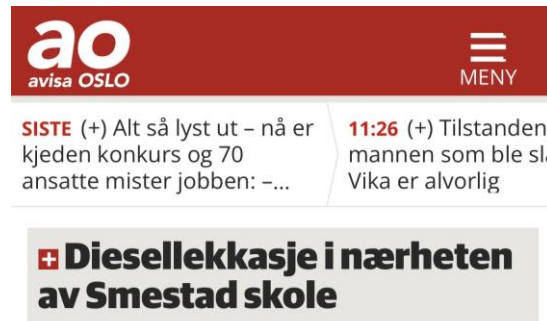 ao
avisa OSLO
MENY
SISTE (+) Alt så lyst ut – nå er
kjeden konkurs og 70
ansatte mister jobben: –...
11:26 (+) Tilstanden
mannen som ble
Vika er alvorlig
Diesellekkasje i nærheten
av Smestad skole